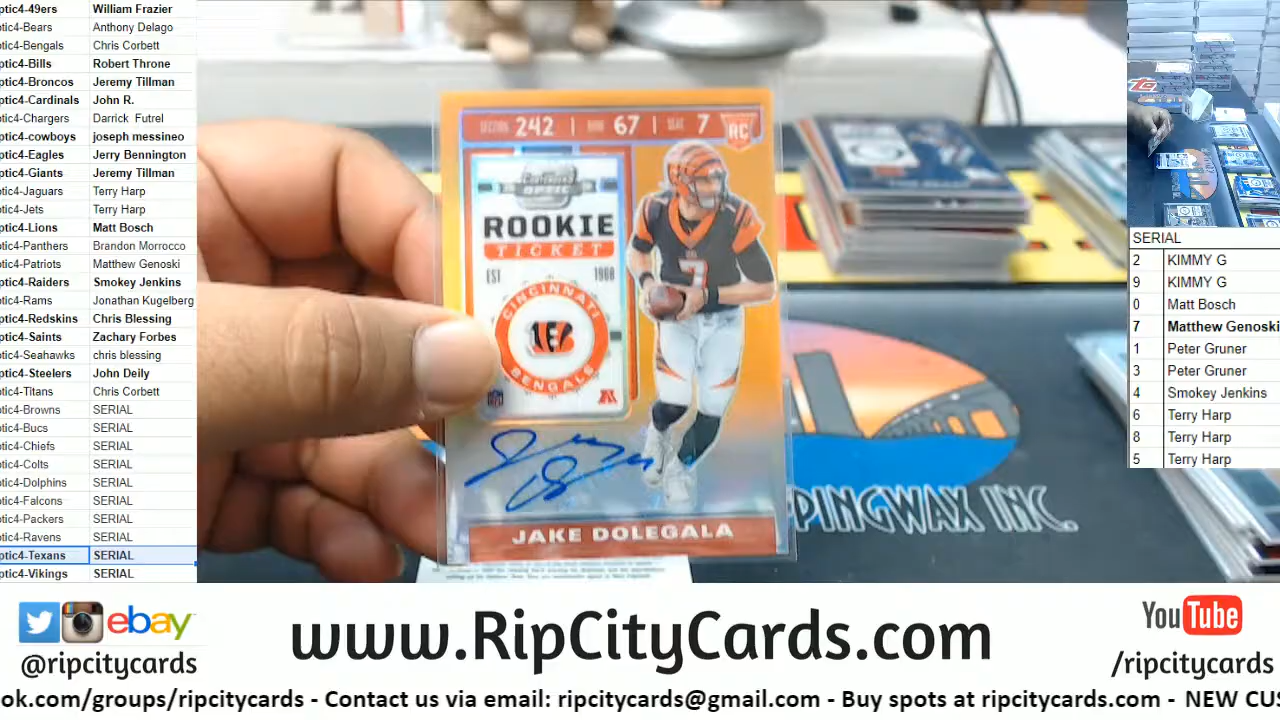 ptic4-49ers William Frazier
ptic4-Bears Anthony Delago
ptic4-Bengals Chris Corbett
ptic4-Bills Robert Throne
ptic4-Broncos Jeremy Tillman
ptic4-Cardinals John R.
ptic4-Chargers Darrick Futrel
ptic4-cowboys joseph messineo
ptic4-Eagles Jerry Bennington
ptic4-Giants Jeremy Tillman
ptic4-Jaguars Terry Harp
ptic4-Jets Terry Harp
ptic4-Lions Matt Bosch
ptic4-Panthers Brandon Morrocco
ptic4-Patriots Matthew Genoski
ptic4-Raiders Smokey Jenkins
ptic4-Rams Jonathan Kugelberg
ptic4-Redskins Chris Blessing
ptic4-Saints Zachary Forbes
ptic4-Seahawks chris blessing
ptic4-Steelers John Deily
ptic4-Titans Chris Corbett
ptic4-Browns SERIAL
ptic4-Bucs SERIAL
ptic4-Chiefs SERIAL
ptic4-Colts SERIAL
ptic4-Dolphins SERIAL
ptic4-Falcons SERIAL
ptic4-Packers SERIAL
ptic4-Ravens SERIAL
ptic4-Texans SERIAL
ptic4-Vikings SERIAL
242 | 67 | 7
RC
Contenders
OPTIC
ROOKIE
TICKET
EST 1968
CINCINNATI
BENGALS
JAKE DOLEGALA
PPINGWAX INC.
SERIAL
2 KIMMY G
9 KIMMY G
0 Matt Bosch
7 Matthew Genoski
1 Peter Gruner
3 Peter Gruner
4 Smokey Jenkins
6 Terry Harp
8 Terry Harp
5 Terry Harp
ebay
@ripcitycards
www.RipCityCards.com
YouTube
/ripcitycards
ok.com/groups/ripcitycards - Contact us via email: ripcitycards@gmail.com - Buy spots at ripcitycards.com - NEW CUS